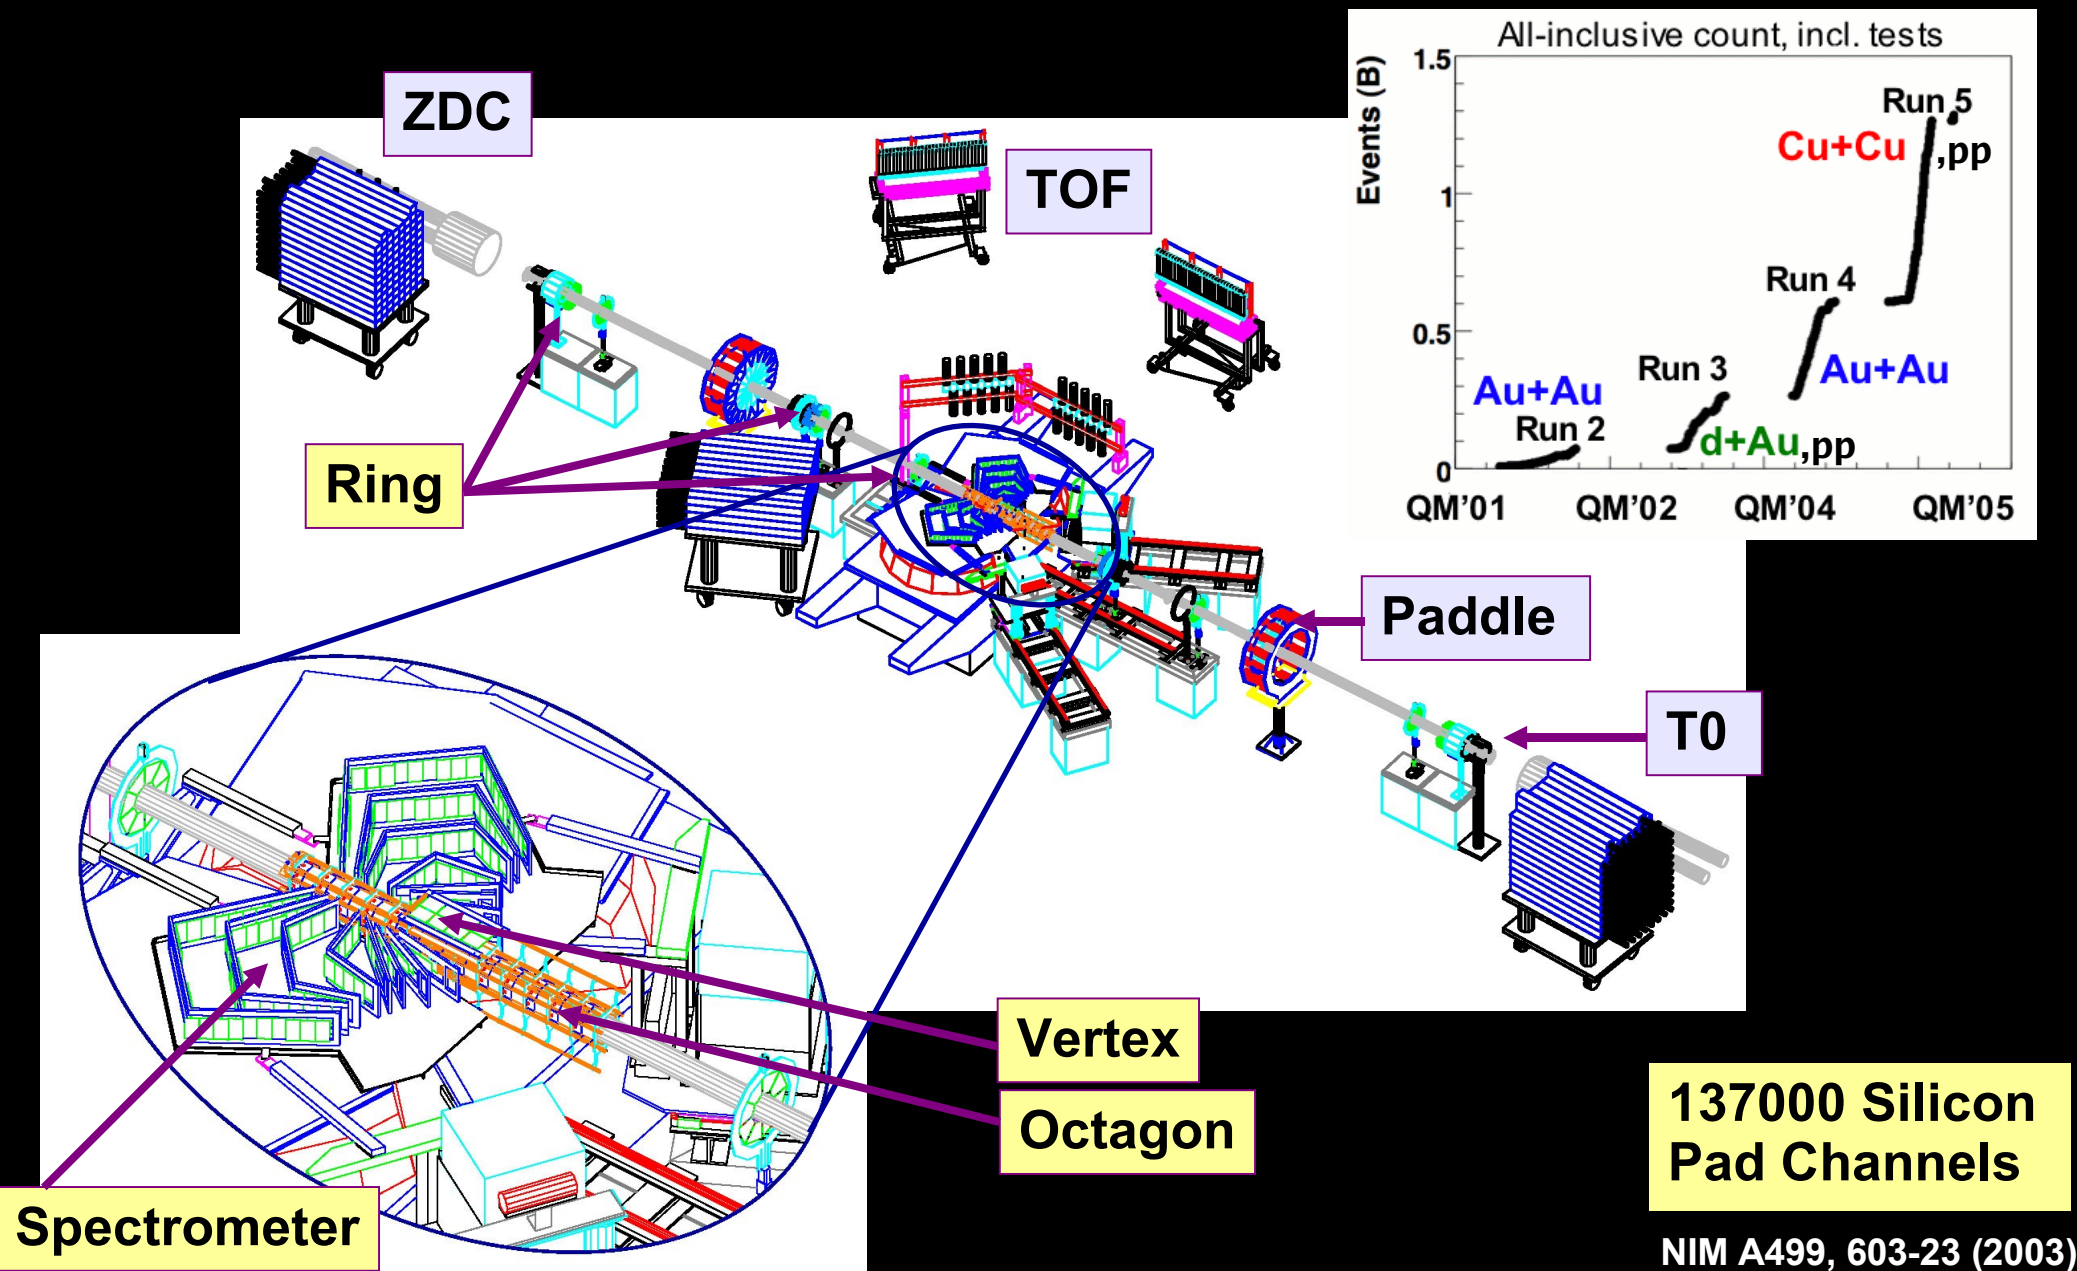 All-inclusive count, incl. tests
Events (B)
1.5
1
0.5
0
QM'01 QM'02 QM'04 QM'05
Run 5
Cu+Cu ,pp
Run 4
Au+Au
Run 3
d+Au,pp
Au+Au
Run 2
ZDC
TOF
Ring
Paddle
T0
Vertex
Octagon
Spectrometer
137000 Silicon
Pad Channels
NIM A499, 603-23 (2003)